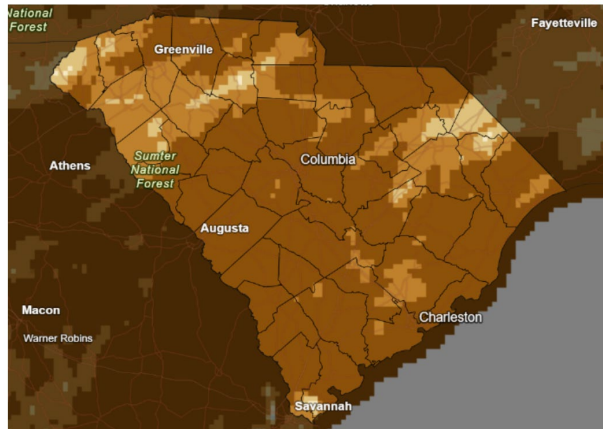 National
Forest
Fayetteville
Greenville
Athens
Sumter
National
Forest
Columbia
Augusta
Macon
Warner Robins
Charleston
Savannah